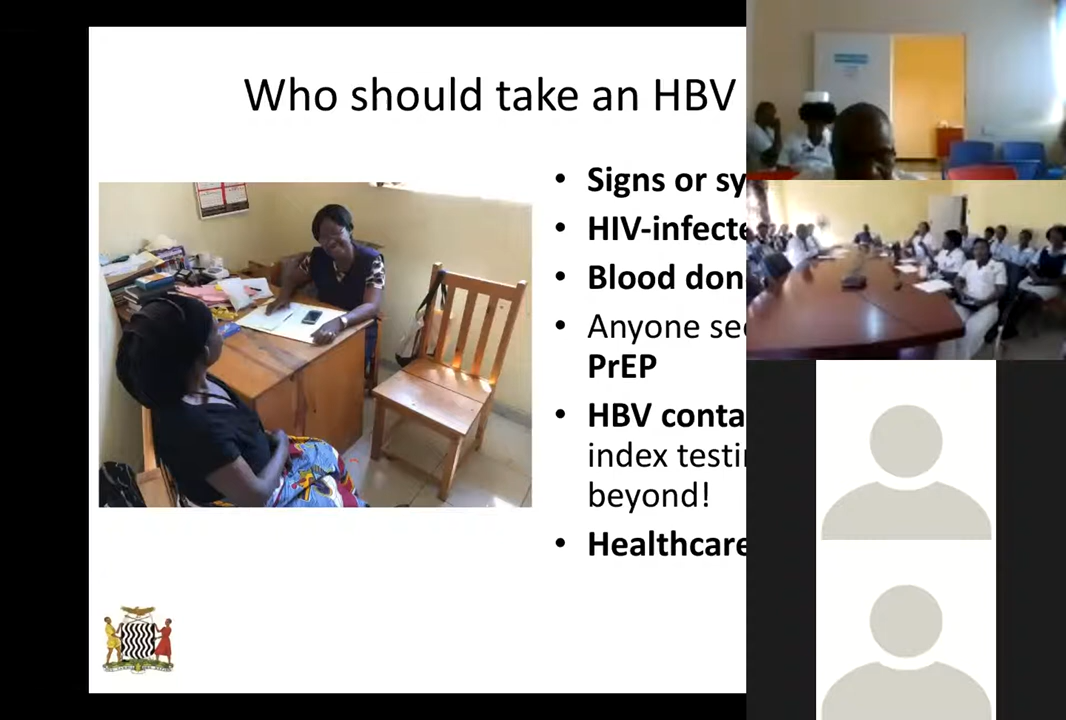 Who should take an HBV
• Signs or sy
• HIV-infecte
• Blood don
• Anyone see
PrEP
• HBV conta
index testi
beyond!
• Healthcare